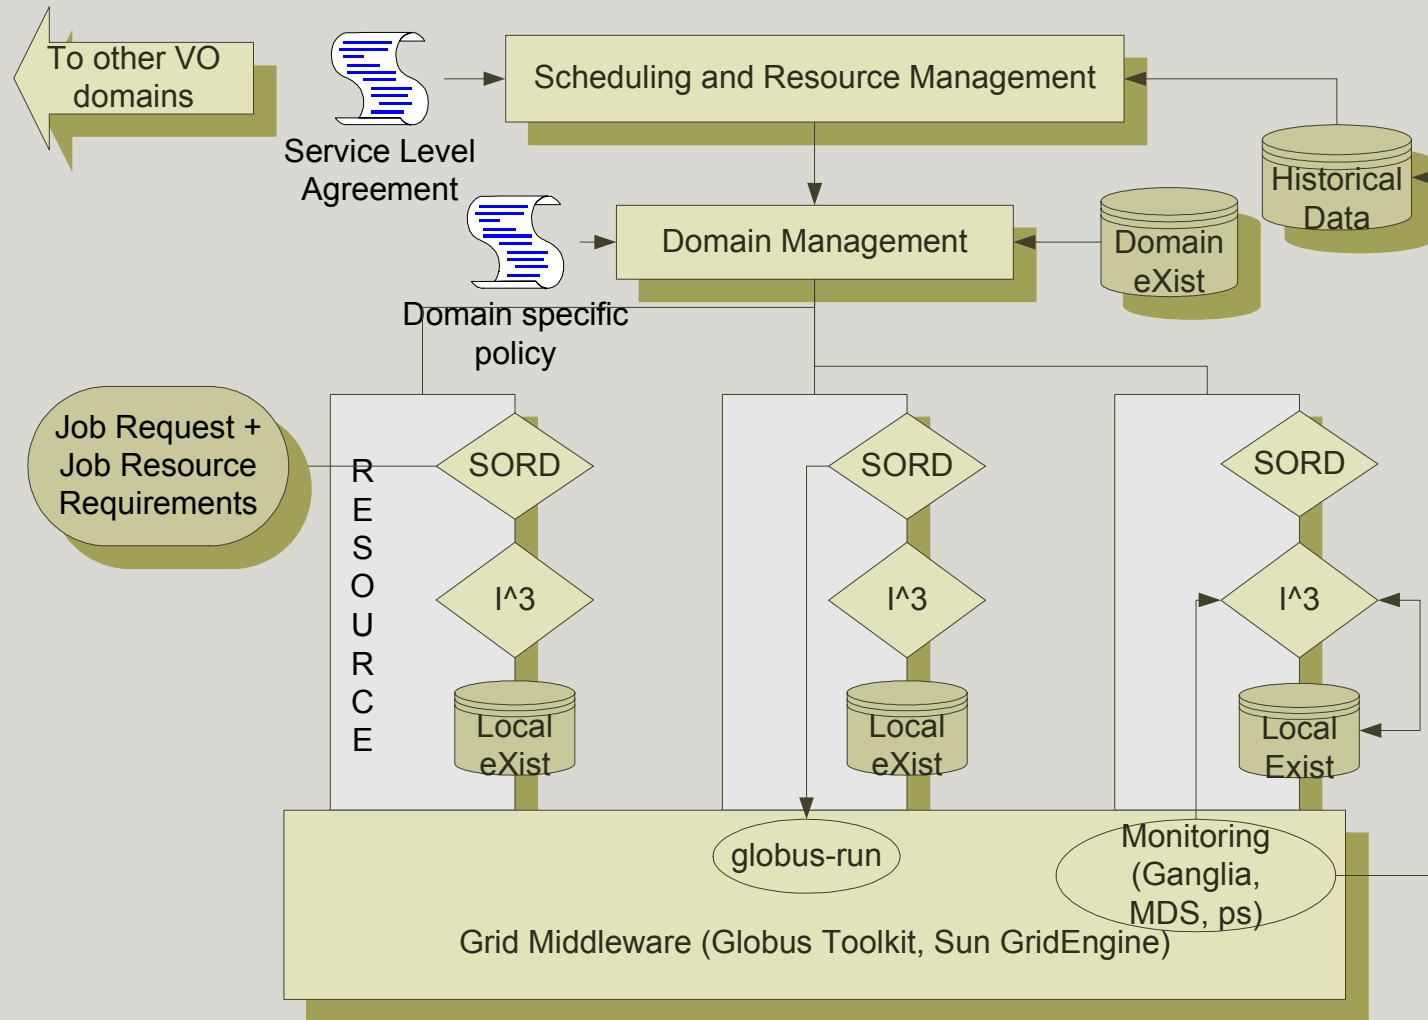 To other VO
domains
Scheduling and Resource Management
Service Level
Agreement
Historical
Data
Domain Management
Domain
eXist
Domain specific
policy
Job Request +
Job Resource
Requirements
R
E
S
O
U
R
C
E
SORD
SORD
SORD
I^3
I^3
I^3
Local
eXist
Local
eXist
Local
Exist
globus-run
Monitoring
(Ganglia,
MDS, ps)
Grid Middleware (Globus Toolkit, Sun GridEngine)